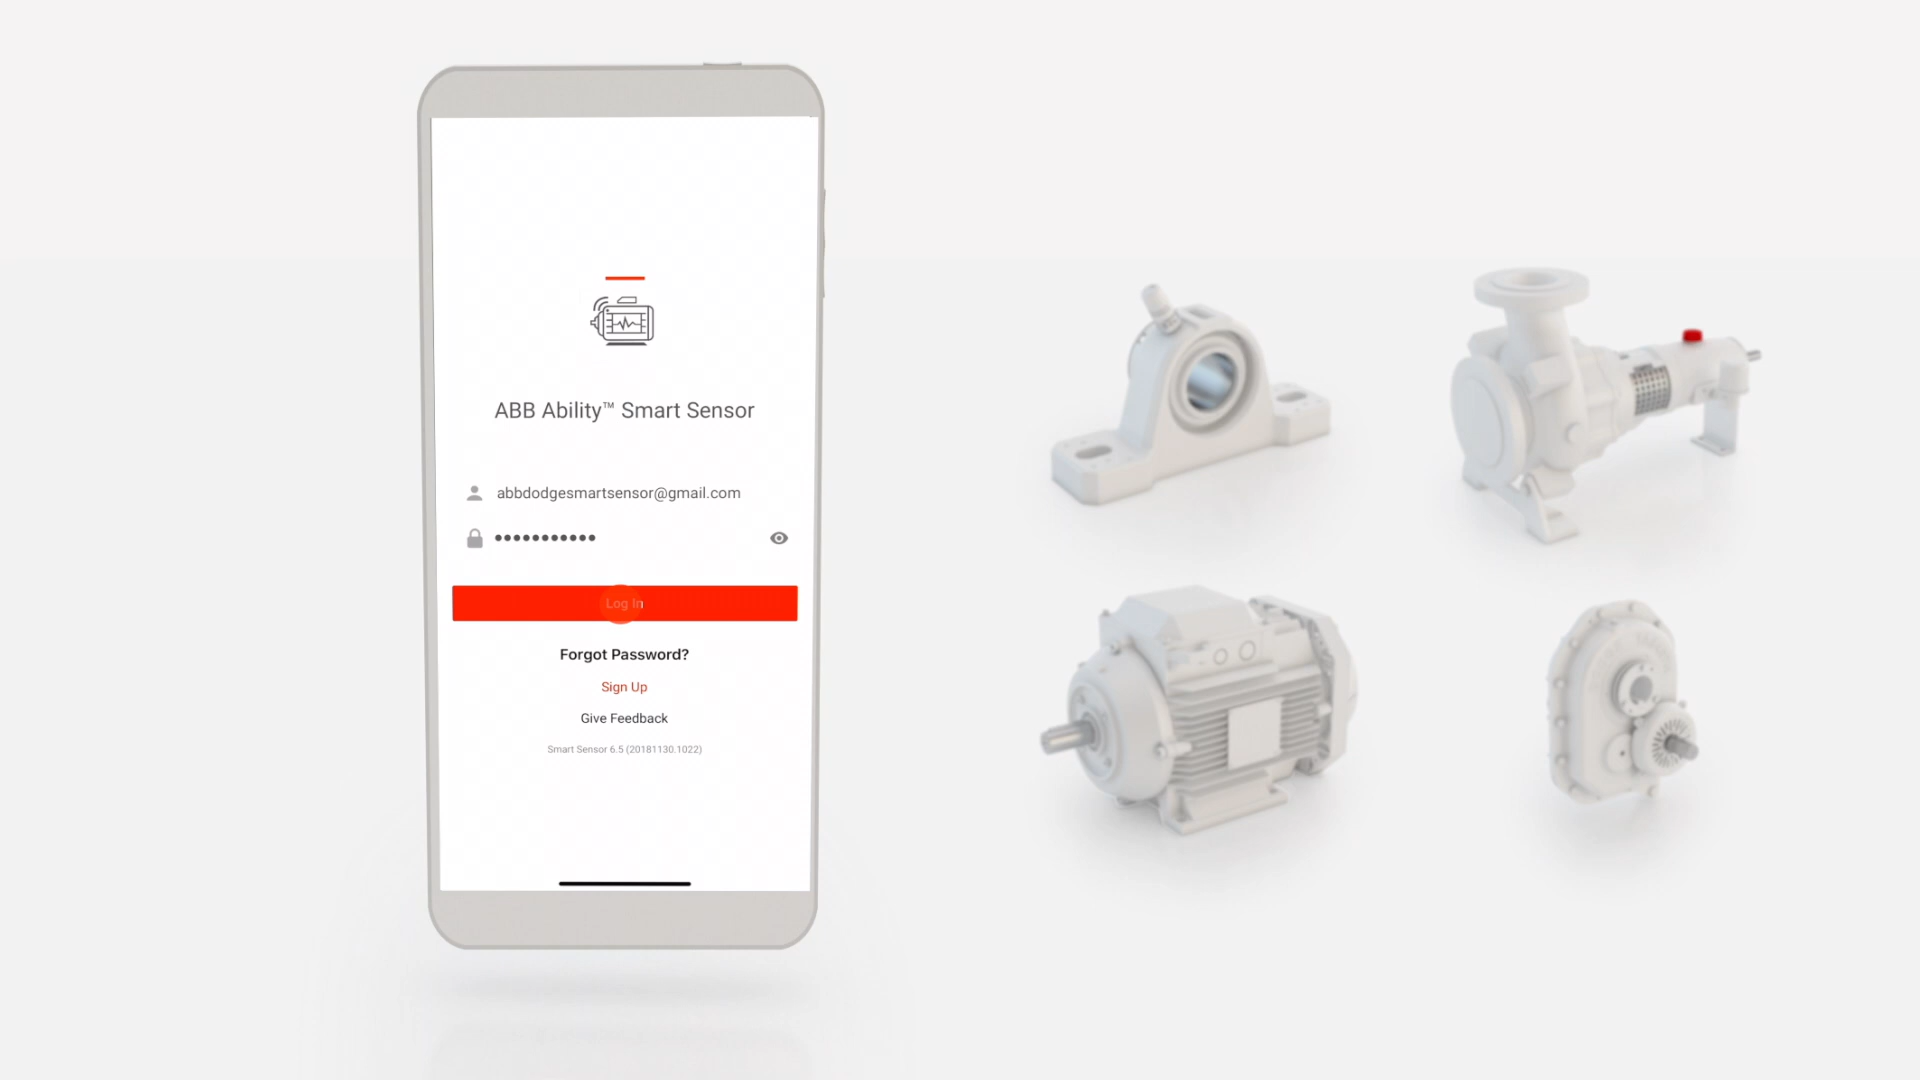 ABB Ability™ Smart Sensor
abbdodgesmartsensor@gmail.com
Log In
Forgot Password?
Sign Up
Give Feedback
Smart Sensor 6.5 (20181130.1022)